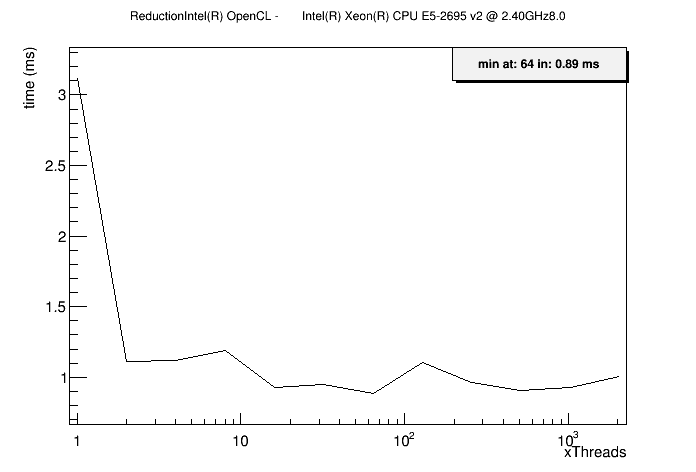 ReductionIntel(R) OpenCL - Intel(R) Xeon(R) CPU E5-2695 v2 @ 2.40GHz8.0
min at: 64 in: 0.89 ms
time (ms)
3
2.5
2
1.5
1
1 10 10² 10³
xThreads